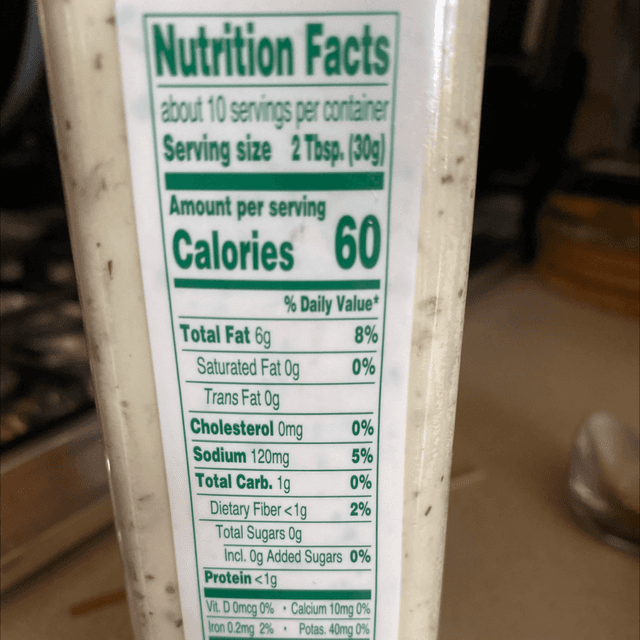 Nutrition Facts
about 10 servings per container
Serving size 2 Tbsp. (30g)
Amount per serving
Calories 60
% Daily Value*
Total Fat 6g 8%
Saturated Fat 0g 0%
Trans Fat 0g
Cholesterol 0mg 0%
Sodium 120mg 5%
Total Carb. 1g 0%
Dietary Fiber <1g 2%
Total Sugars 0g
Incl. 0g Added Sugars 0%
Protein <1g
Vit. D 0mcg 0% • Calcium 10mg 0%
Iron 0.2mg 2% • Potas. 40mg 0%